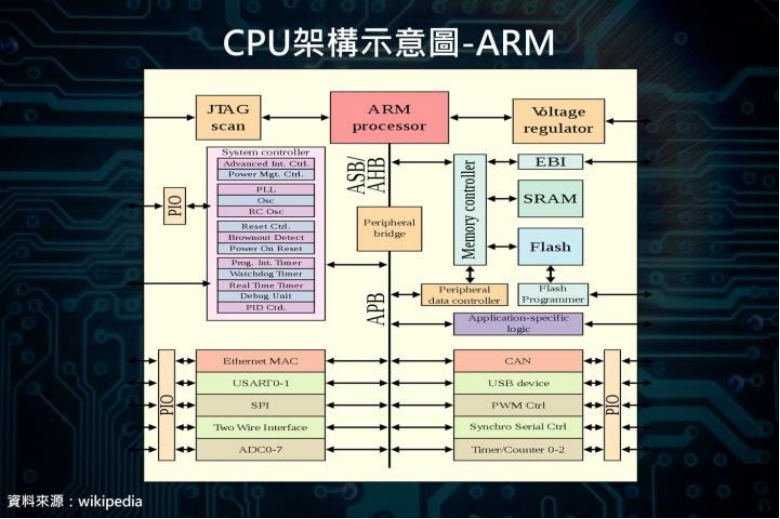 CPU架構示意圖-ARM
JTAG
scan
ARM
processor
Voltage
regulator
System controller
Advanced Int. Ctrl.
Power Mgt. Ctrl.
PLL
Osc
RC Osc
Reset Ctrl.
Brownout Detect
Power On Reset
Prog. Int. Timer
Watchdog Timer
Real Time Timer
Debug Unit
PID Ctrl.
PIO
ASB/
AHB
Peripheral
bridge
APB
Memory controller
EBI
SRAM
Flash
Peripheral
data controller
Flash
Programmer
Application-specific
logic
PIO
Ethernet MAC
USART0-1
SPI
Two Wire Interface
ADC0-7
CAN
USB device
PWM Ctrl
Synchro Serial Ctrl
Timer/Counter 0-2
PIO
資料來源：wikipedia